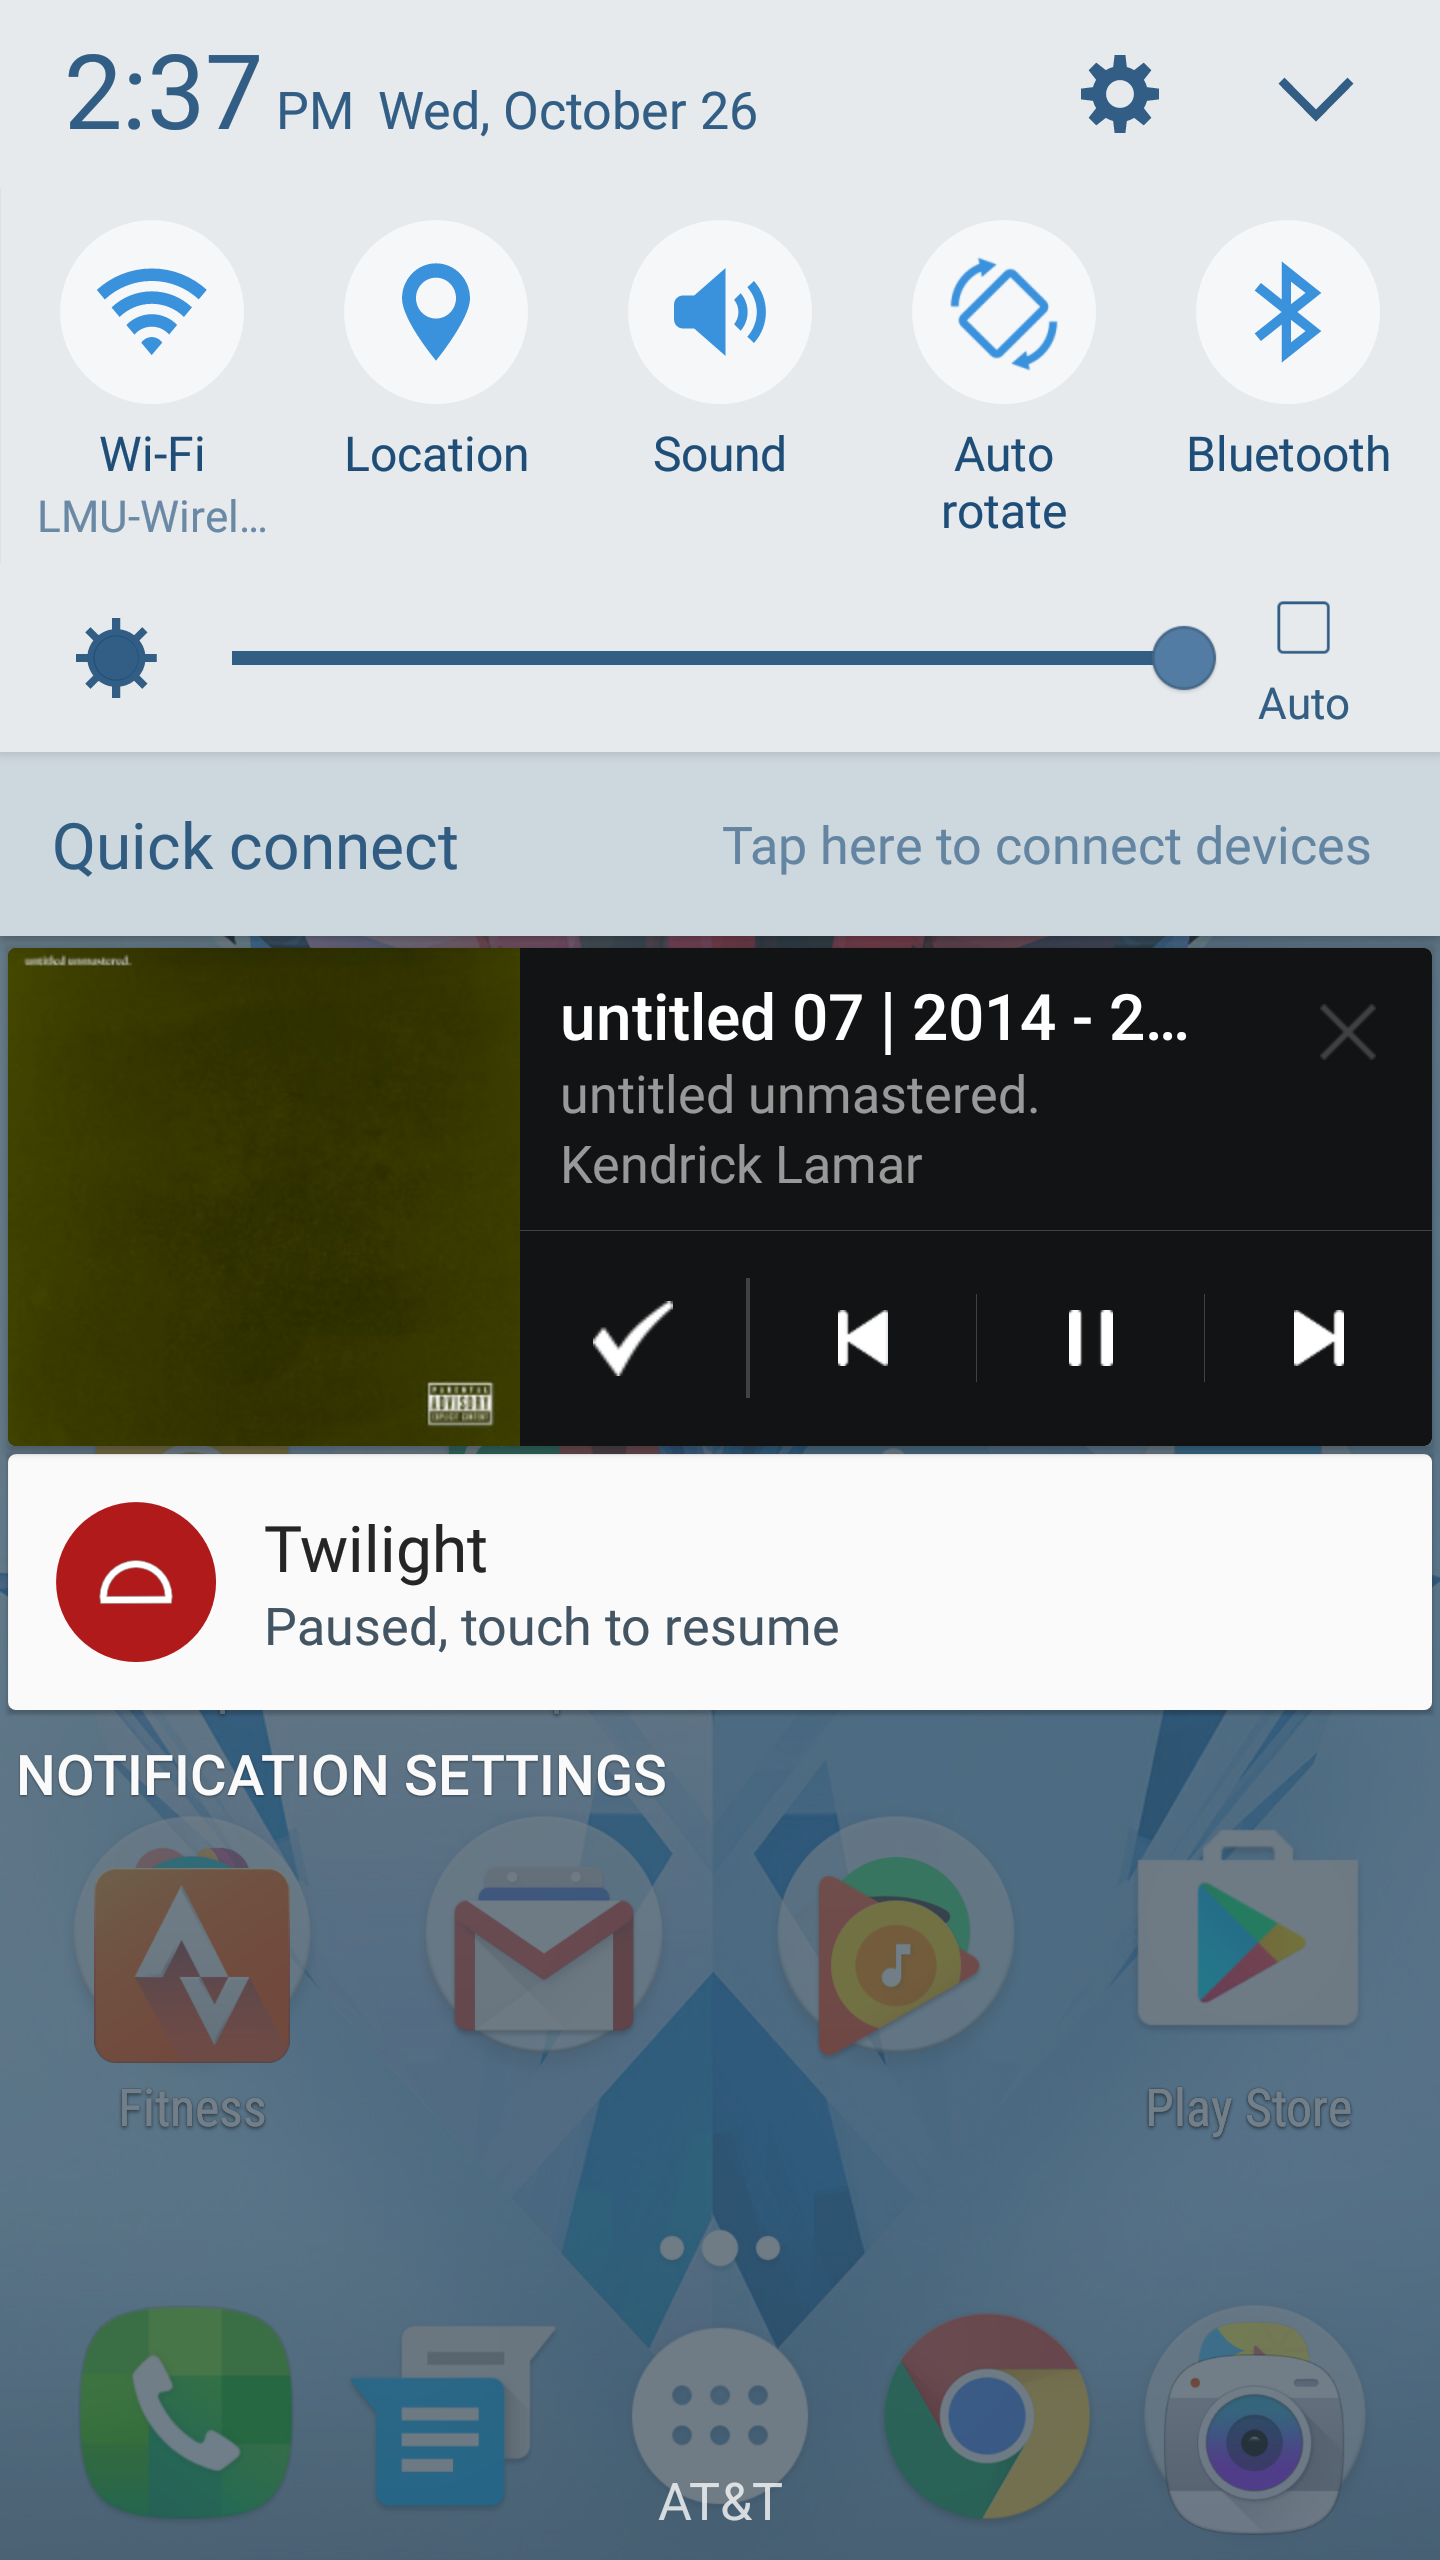 2:37 PM Wed, October 26
Wi-Fi
LMU-Wirel...
Location
Sound
Auto
rotate
Bluetooth
Auto
Quick connect
Tap here to connect devices
untitled unmastered.
PARENTAL
ADVISORY
EXPLICIT CONTENT
untitled 07 | 2014 - 2...
untitled unmastered.
Kendrick Lamar
Twilight
Paused, touch to resume
NOTIFICATION SETTINGS
Fitness
Play Store
AT&T